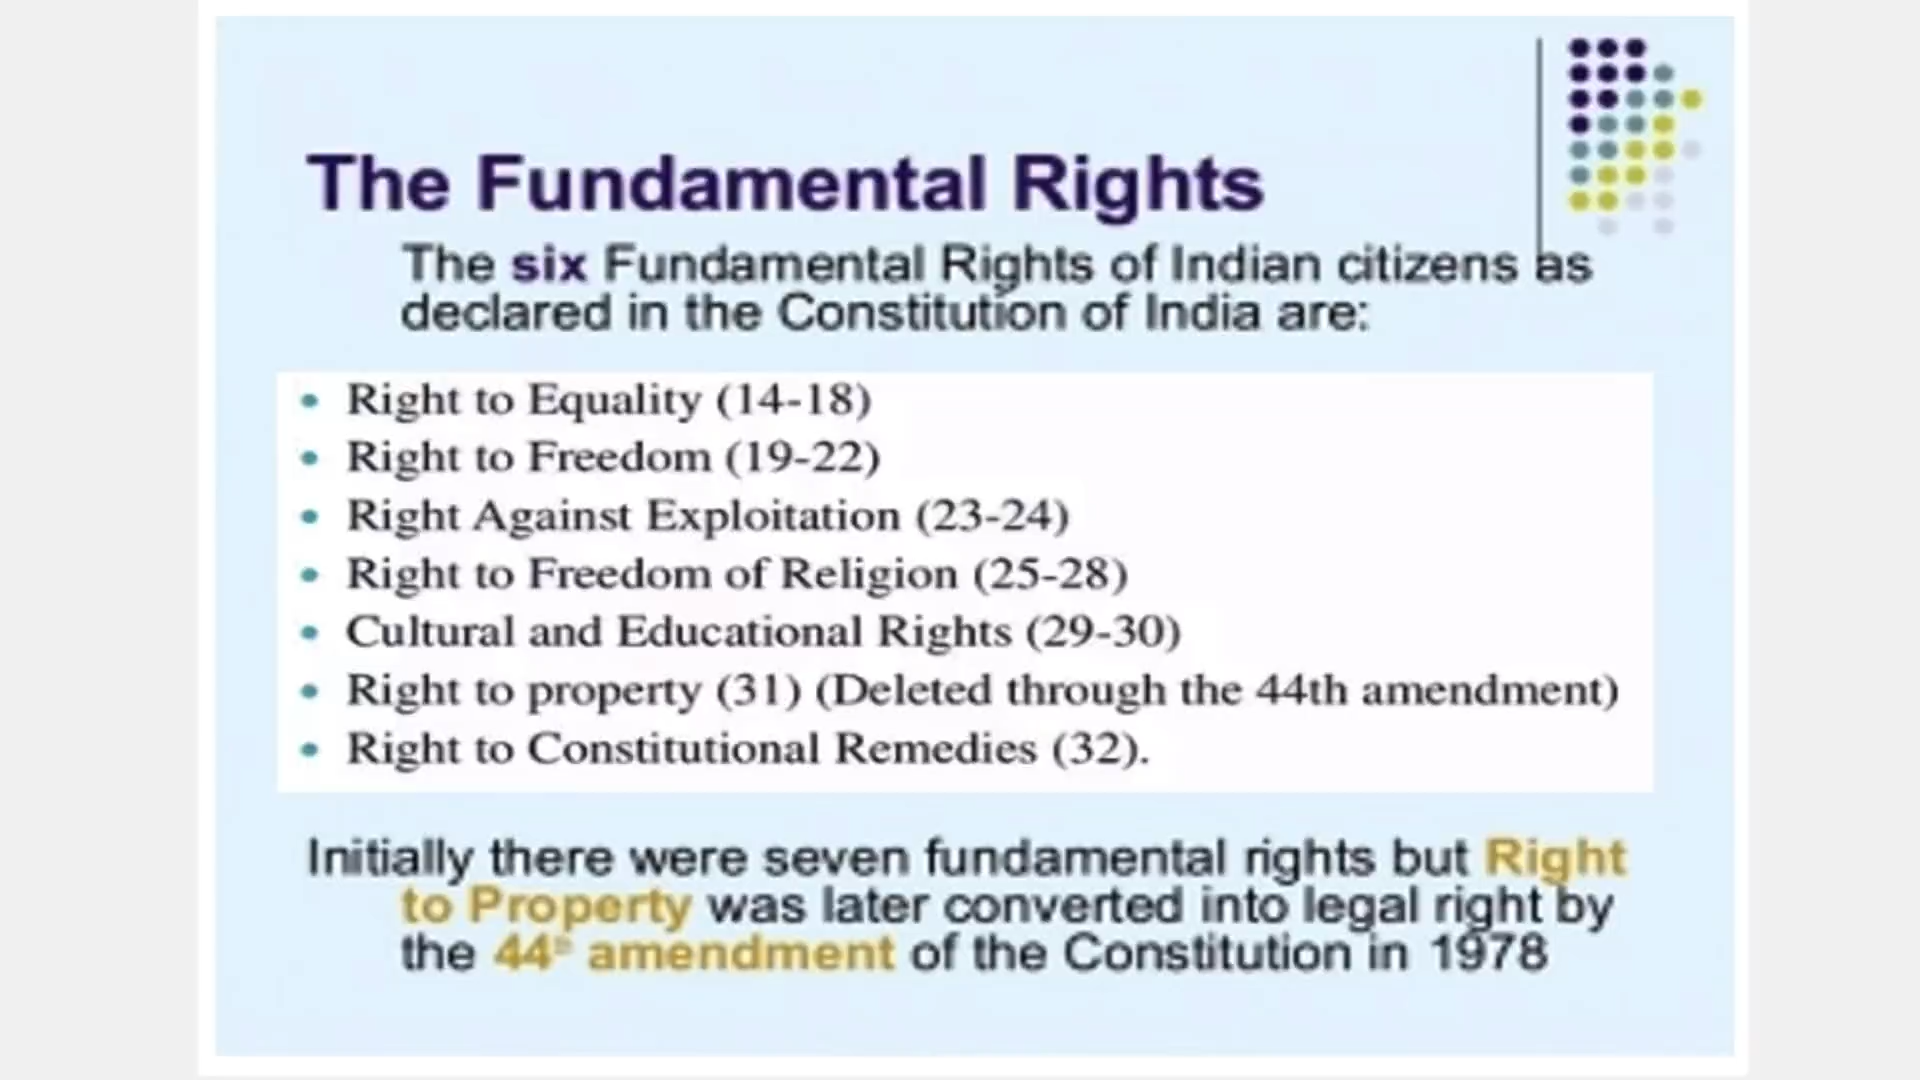 The Fundamental Rights
The six Fundamental Rights of Indian citizens as
declared in the Constitution of India are:
• Right to Equality (14-18)
• Right to Freedom (19-22)
• Right Against Exploitation (23-24)
• Right to Freedom of Religion (25-28)
• Cultural and Educational Rights (29-30)
• Right to property (31) (Deleted through the 44th amendment)
• Right to Constitutional Remedies (32).
Initially there were seven fundamental rights but Right
to Property was later converted into legal right by
the 44th amendment of the Constitution in 1978